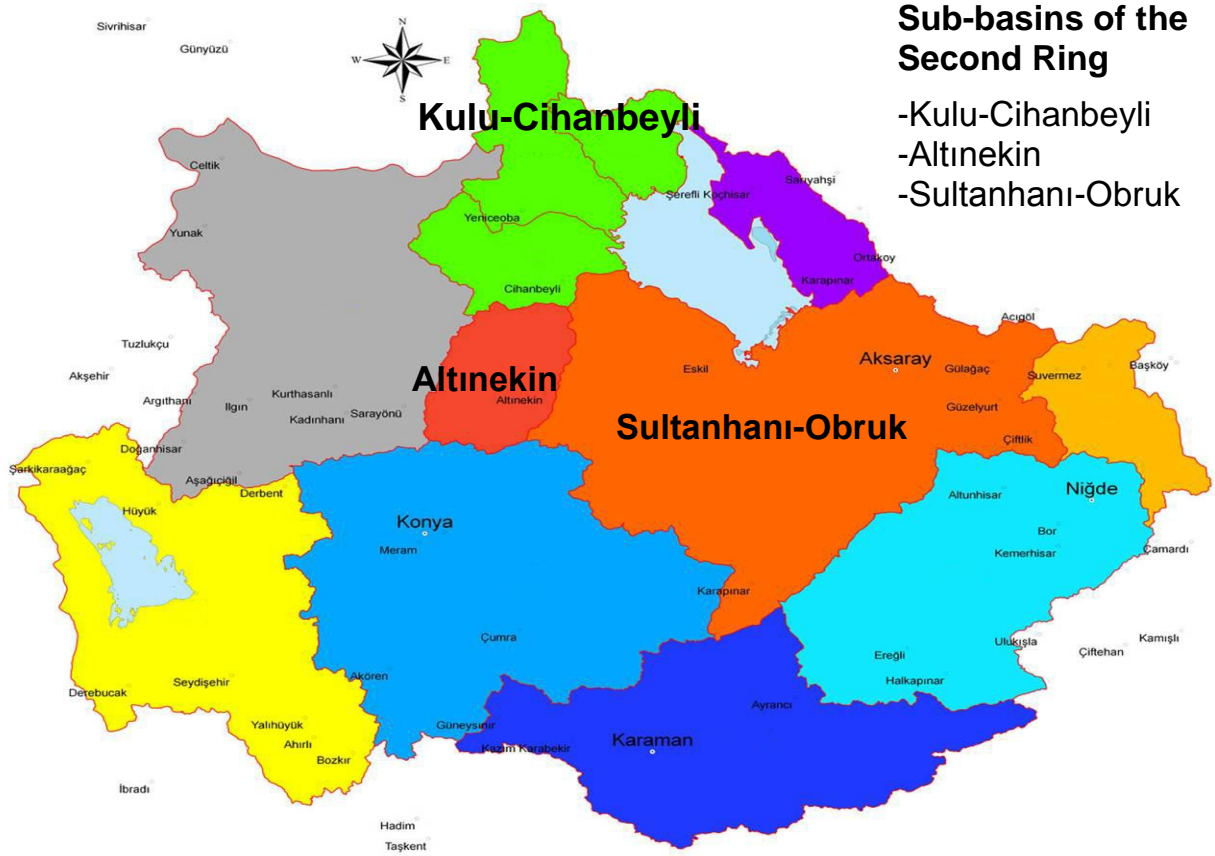 Sub-basins of the
Second Ring
-Kulu-Cihanbeyli
-Altınekin
-Sultanhanı-Obruk
Sivrihisar
Günyüzü
N
W
E
S
Kulu-Cihanbeyli
Celtik
Sarıyahşi
Şerefli Koçhisar
Yeniceoba
Yunak
Ortaköy
Karapınar
Cihanbeyli
Acıgöl
Tuzlukçu
Aksaray
Başköy
Eskil
Gülağaç
Suvermez
Akşehir
Altınekin
Kurthasanlı
Argıthanı
Ilgın
Altınekin
Sarayönü
Güzelyurt
Kadınhanı
Sultanhanı-Obruk
Çiftlik
Doğanhisar
Şarkikaraağaç
Aşağıçiğil
Derbent
Niğde
Altunhisar
Hüyük
Konya
Bor
Meram
Kemerhisar
Çamardı
Karapınar
Çumra
Ulukışla
Kamışlı
Çiftehan
Ereğli
Akören
Seydişehir
Halkapınar
Derebucak
Ayrancı
Yalıhüyük
Güneysınır
Ahırlı
Karaman
Kazım Karabekir
Bozkır
İbradı
Hadim
Taşkent